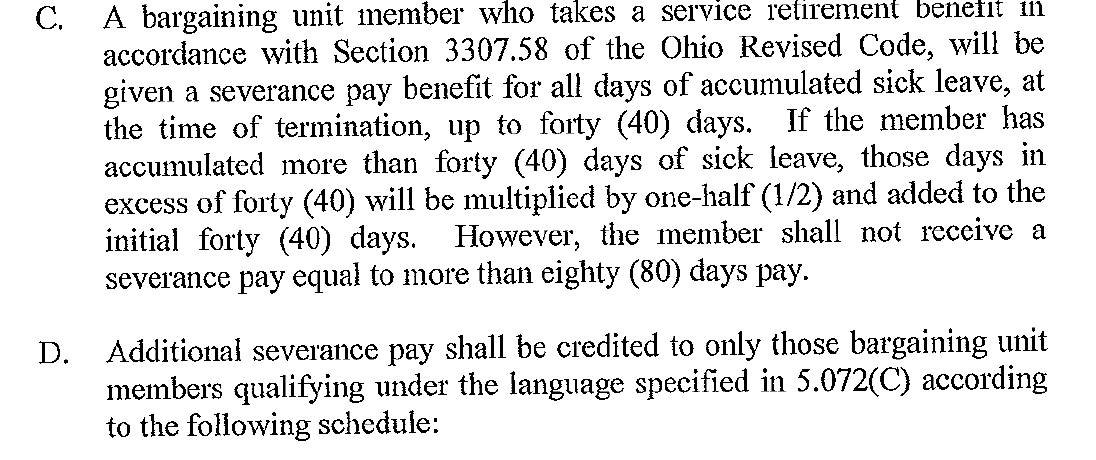 C. A bargaining unit member who takes a service retirement benefit in
accordance with Section 3307.58 of the Ohio Revised Code, will be
given a severance pay benefit for all days of accumulated sick leave, at
the time of termination, up to forty (40) days. If the member has
accumulated more than forty (40) days of sick leave, those days in
excess of forty (40) will be multiplied by one-half (1/2) and added to the
initial forty (40) days. However, the member shall not receive a
severance pay equal to more than eighty (80) days pay.
D. Additional severance pay shall be credited to only those bargaining unit
members qualifying under the language specified in 5.072(C) according
to the following schedule: